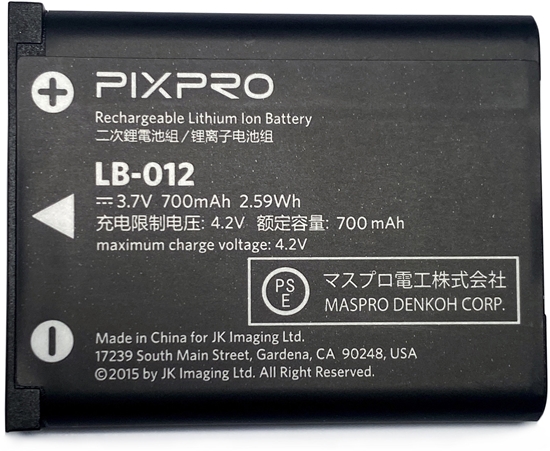 PIXPRO
Rechargeable Lithium Ion Battery
二次鋰電池組/锂离子电池组
LB-012
⎓3.7V 700mAh 2.59Wh
充电限制电压: 4.2V 额定容量: 700 mAh
maximum charge voltage: 4.2V
PS
E
マスプロ電工株式会社
MASPRO DENKOH CORP.
Made in China for JK Imaging Ltd.
17239 South Main Street, Gardena, CA 90248, USA
©2015 by JK Imaging Ltd. All Right Reserved.